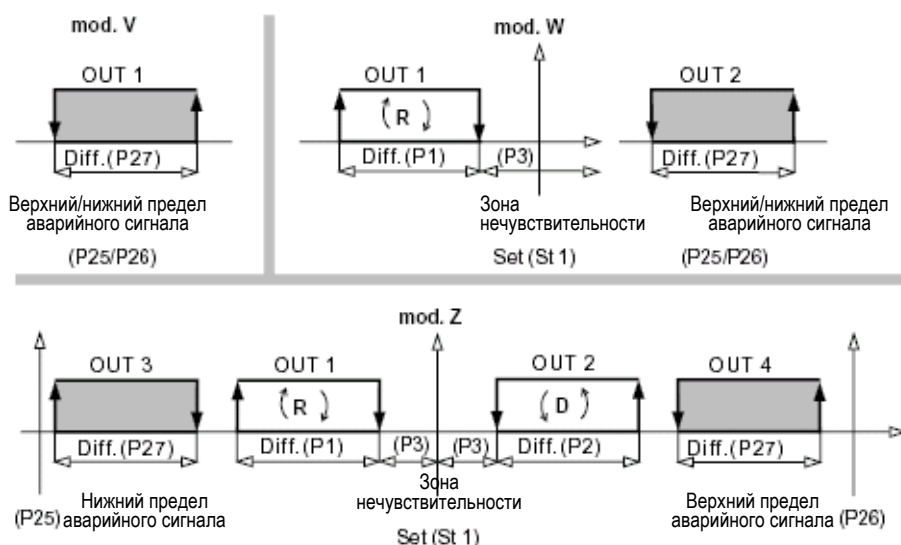 mod. V
OUT 1
Diff.(P27)
Верхний/нижний предел
аварийного сигнала
(P25/P26)
mod. W
OUT 1
OUT 2
(R)
Diff.(P1)
(P3)
Diff.(P27)
Зона
нечувствительности
Верхний/нижний предел
аварийного сигнала
Set (St 1)
(P25/P26)
mod. Z
OUT 3
OUT 1
OUT 2
OUT 4
(R)
(D)
Diff.(P27)
Diff.(P1)
(P3)
(P3)
Diff.(P2)
Diff.(P27)
Нижний предел
Зона
нечувствительности
Верхний предел
(P25) аварийного сигнала
аварийного сигнала (P26)
Set (St 1)